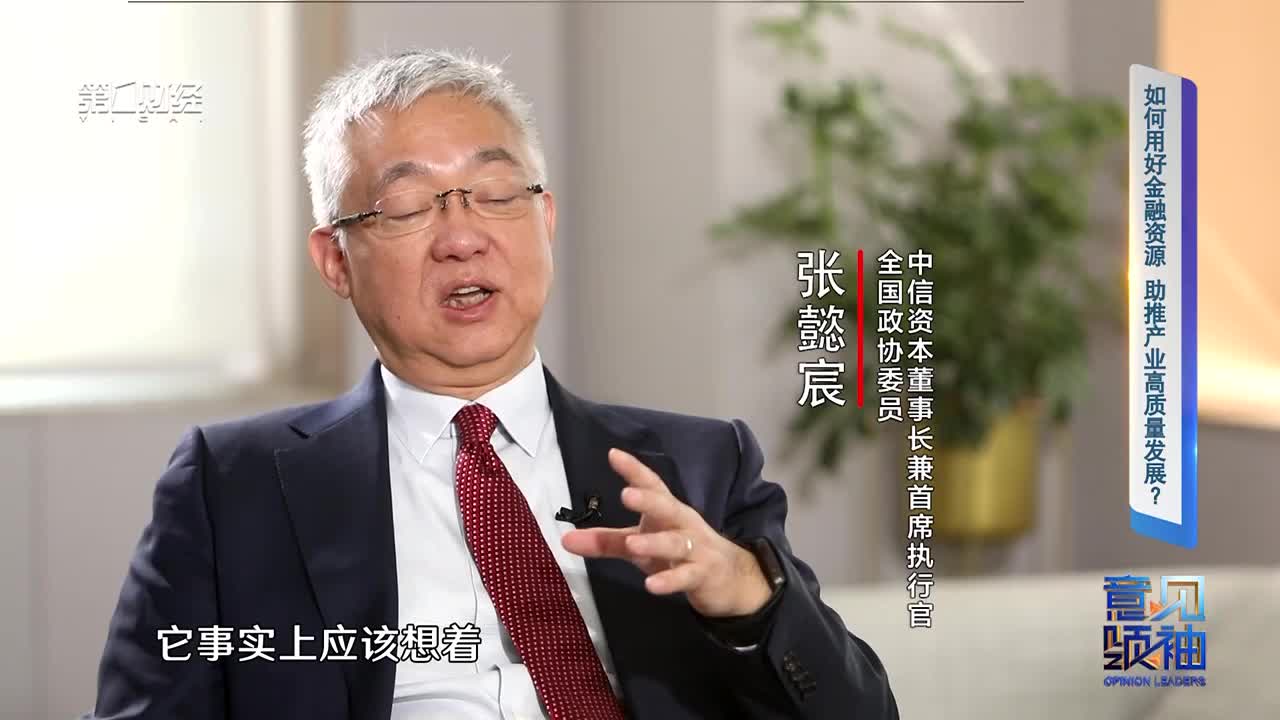 第一财经
YICAI
如何用好金融资源 助推产业高质量发展？
中信资本董事长兼首席执行官
全国政协委员
张懿宸
它事实上应该想着
意见
领袖
OPINION LEADERS